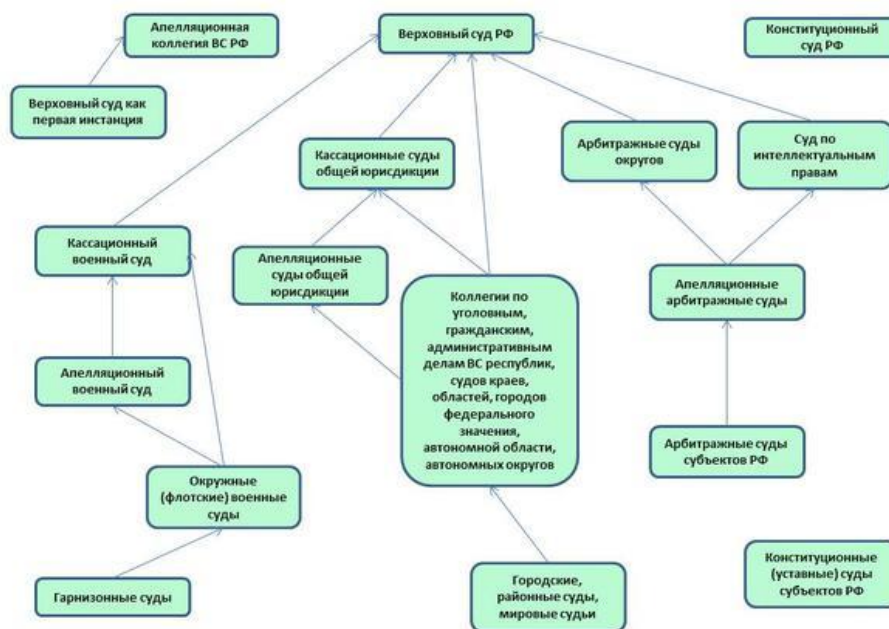 Апелляционная
коллегия ВС РФ
Верховный суд РФ
Конституционный
суд РФ
Верховный суд как
первая инстанция
Кассационные суды
общей юрисдикции
Арбитражные суды
округов
Суд по
интеллектуальным
правам
Кассационный
военный суд
Апелляционные
суды общей
юрисдикции
Коллегии по
уголовным,
гражданским,
административным
делам ВС республик,
судов краев,
областей, городов
федерального
значения,
автономной области,
автономных округов
Апелляционные
арбитражные суды
Апелляционный
военный суд
Арбитражные суды
субъектов РФ
Окружные
(флотские) военные
суды
Гарнизонные суды
Городские,
районные суды,
мировые судьи
Конституционные
(уставные) суды
субъектов РФ